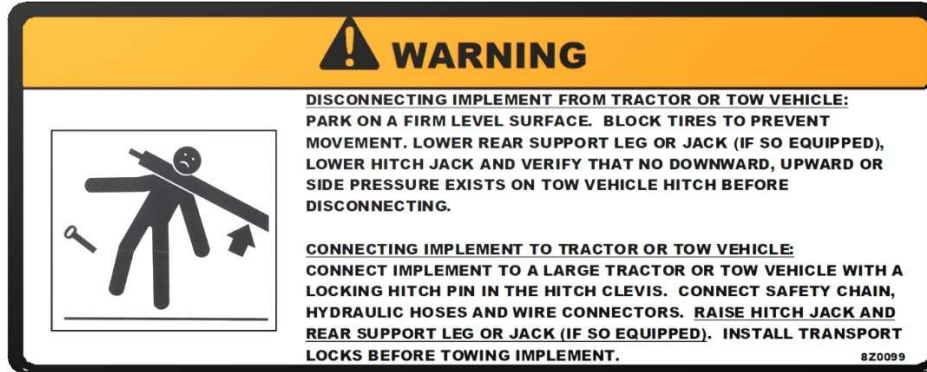 WARNING
DISCONNECTING IMPLEMENT FROM TRACTOR OR TOW VEHICLE:
PARK ON A FIRM LEVEL SURFACE. BLOCK TIRES TO PREVENT
MOVEMENT. LOWER REAR SUPPORT LEG OR JACK (IF SO EQUIPPED),
LOWER HITCH JACK AND VERIFY THAT NO DOWNWARD, UPWARD OR
SIDE PRESSURE EXISTS ON TOW VEHICLE HITCH BEFORE
DISCONNECTING.
CONNECTING IMPLEMENT TO TRACTOR OR TOW VEHICLE:
CONNECT IMPLEMENT TO A LARGE TRACTOR OR TOW VEHICLE WITH A
LOCKING HITCH PIN IN THE HITCH CLEVIS. CONNECT SAFETY CHAIN,
HYDRAULIC HOSES AND WIRE CONNECTORS. RAISE HITCH JACK AND
REAR SUPPORT LEG OR JACK (IF SO EQUIPPED). INSTALL TRANSPORT
LOCKS BEFORE TOWING IMPLEMENT.
8Z0099